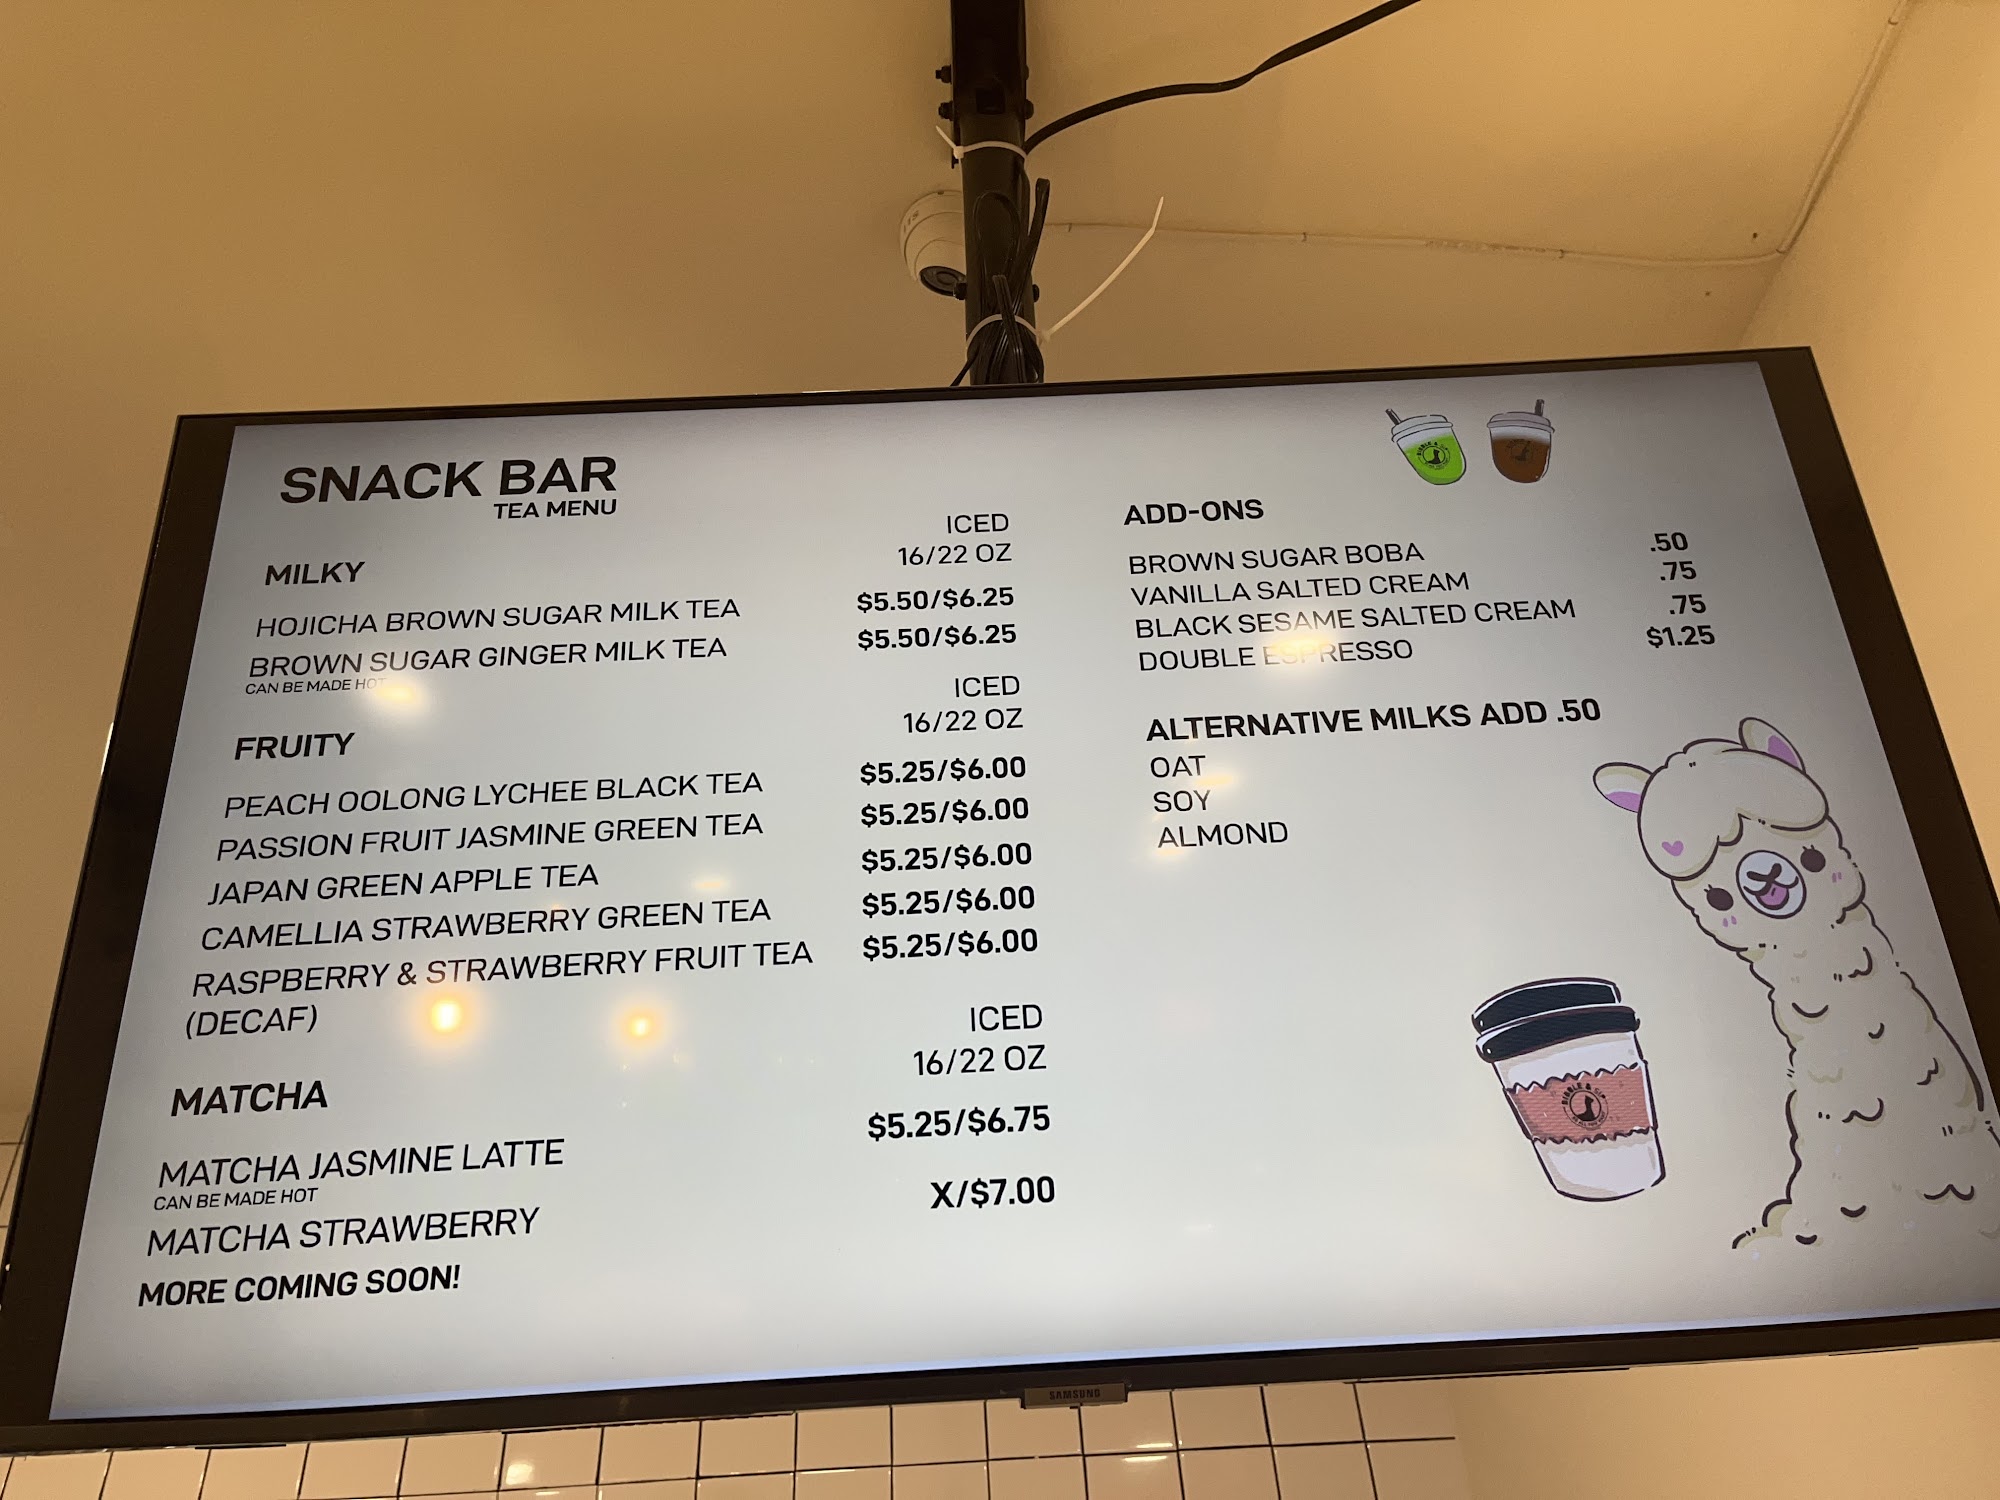 SNACK BAR
TEA MENU
ICED
16/22 OZ
MILKY
HOJICHA BROWN SUGAR MILK TEA $5.50/$6.25
BROWN SUGAR GINGER MILK TEA $5.50/$6.25
CAN BE MADE HOT
ICED
16/22 OZ
FRUITY
PEACH OOLONG LYCHEE BLACK TEA $5.25/$6.00
PASSION FRUIT JASMINE GREEN TEA $5.25/$6.00
JAPAN GREEN APPLE TEA $5.25/$6.00
CAMELLIA STRAWBERRY GREEN TEA $5.25/$6.00
RASPBERRY & STRAWBERRY FRUIT TEA $5.25/$6.00
(DECAF)
ICED
16/22 OZ
MATCHA
MATCHA JASMINE LATTE $5.25/$6.75
CAN BE MADE HOT
MATCHA STRAWBERRY X/$7.00
MORE COMING SOON!
ADD-ONS
BROWN SUGAR BOBA .50
VANILLA SALTED CREAM .75
BLACK SESAME SALTED CREAM .75
DOUBLE ESPRESSO $1.25
ALTERNATIVE MILKS ADD .50
OAT
SOY
ALMOND
SAMSUNG